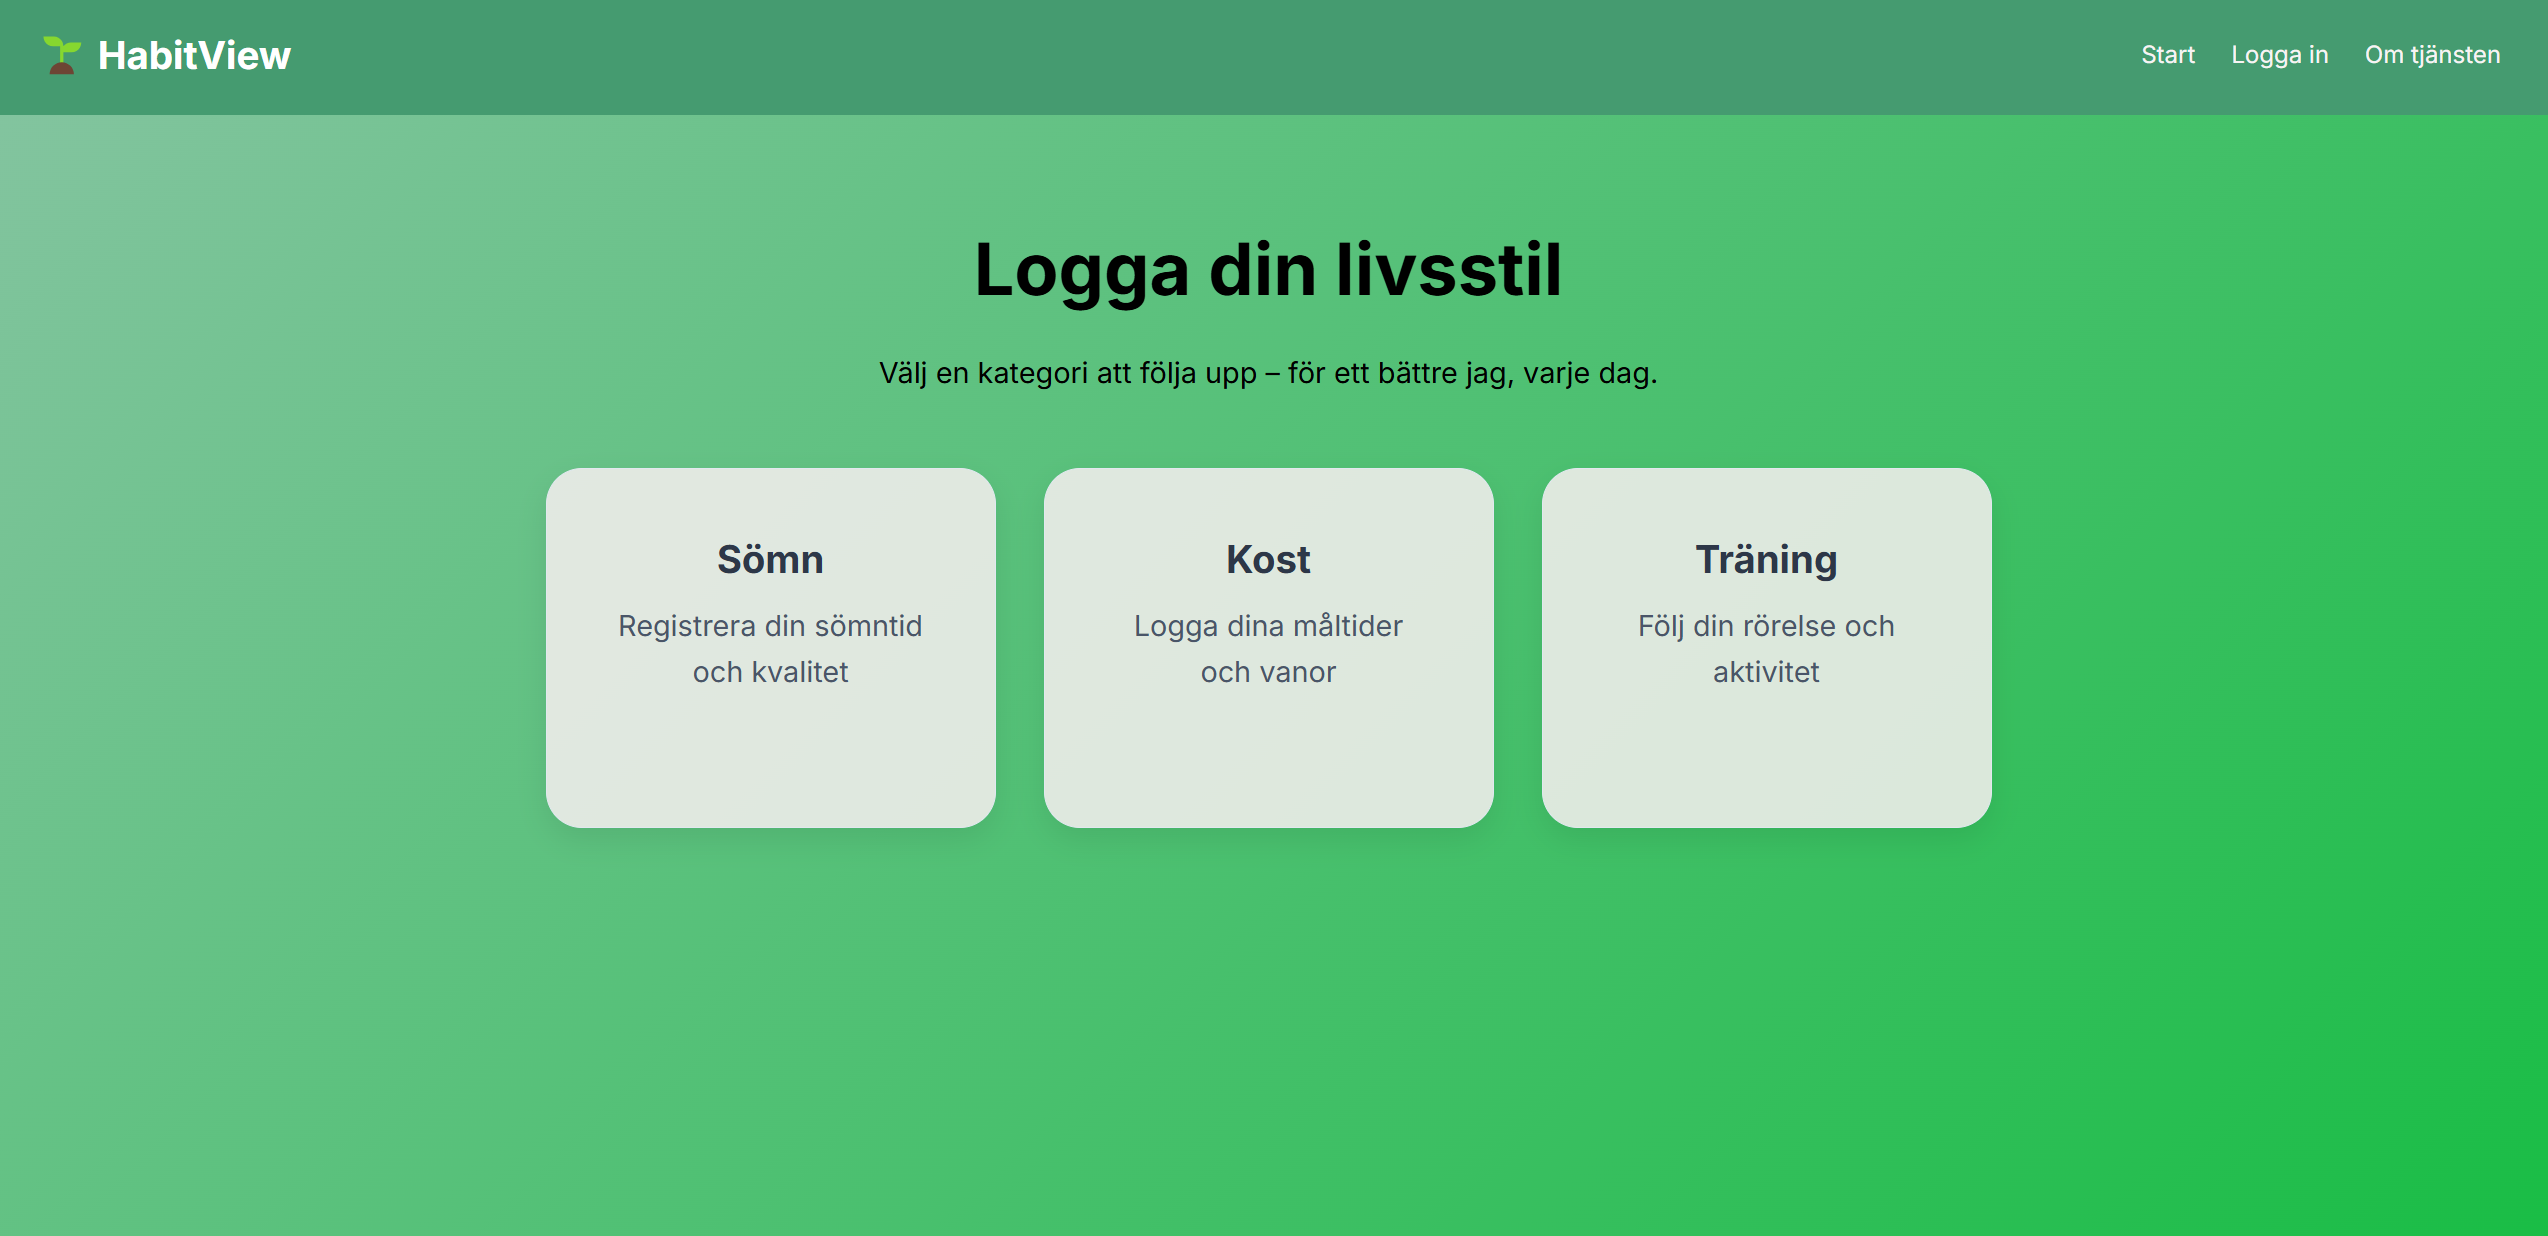 HabitView
Start Logga in Om tjänsten
Logga din livsstil
Välj en kategori att följa upp – för ett bättre jag, varje dag.
Sömn
Registrera din sömntid
och kvalitet
Kost
Logga dina måltider
och vanor
Träning
Följ din rörelse och
aktivitet